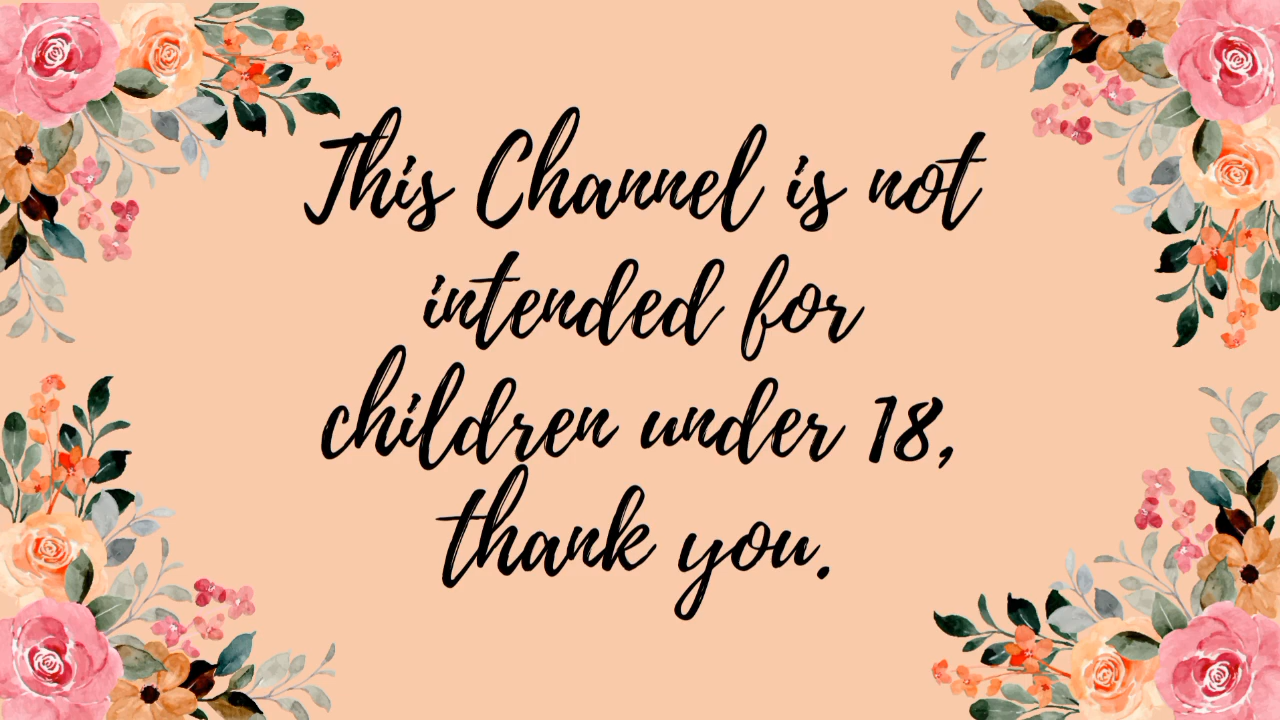 This Channel is not
intended for
children under 18,
thank you.